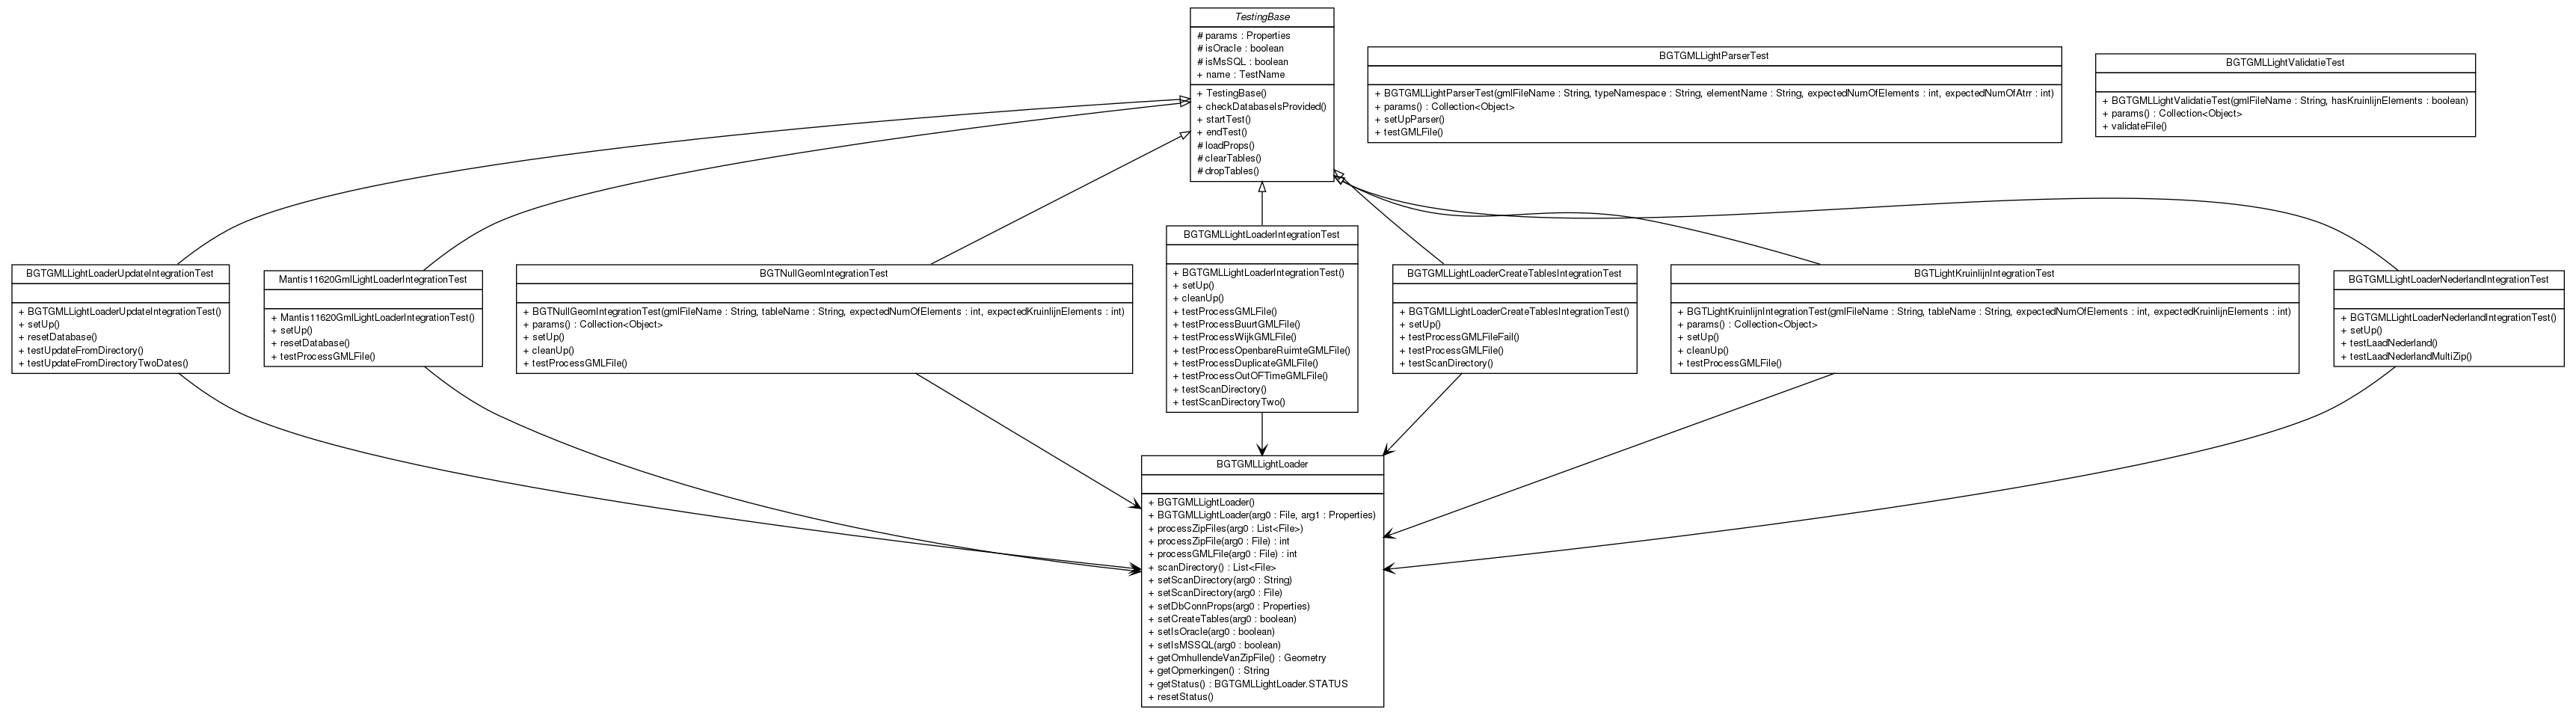 TestingBase
# params : Properties
# isOracle : boolean
# isMsSQL : boolean
+ name : TestName
+ TestingBase()
+ checkDatabaseIsProvided()
+ startTest()
+ endTest()
# loadProps()
# clearTables()
# dropTables()
BGTGMLLightParserTest
+ BGTGMLLightParserTest(gmlFileName : String, typeNamespace : String, elementName : String, expectedNumOfElements : int, expectedNumOfAtrr : int)
+ params() : Collection<Object>
+ setUpParser()
+ testGMLFile()
BGTGMLLightValidatieTest
+ BGTGMLLightValidatieTest(gmlFileName : String, hasKruinlijnElements : boolean)
+ params() : Collection<Object>
+ validateFile()
BGTGMLLightLoaderUpdateIntegrationTest
+ BGTGMLLightLoaderUpdateIntegrationTest()
+ setUp()
+ resetDatabase()
+ testUpdateFromDirectory()
+ testUpdateFromDirectoryTwoDates()
Mantis11620GmlLightLoaderIntegrationTest
+ Mantis11620GmlLightLoaderIntegrationTest()
+ setUp()
+ resetDatabase()
+ testProcessGMLFile()
BGTNullGeomIntegrationTest
+ BGTNullGeomIntegrationTest(gmlFileName : String, tableName : String, expectedNumOfElements : int, expectedKruinlijnElements : int)
+ params() : Collection<Object>
+ setUp()
+ cleanUp()
+ testProcessGMLFile()
BGTGMLLightLoaderIntegrationTest
+ BGTGMLLightLoaderIntegrationTest()
+ setUp()
+ cleanUp()
+ testProcessGMLFile()
+ testProcessBuurtGMLFile()
+ testProcessWijkGMLFile()
+ testProcessOpenbareRuimteGMLFile()
+ testProcessDuplicateGMLFile()
+ testProcessOutOFTimeGMLFile()
+ testScanDirectory()
+ testScanDirectoryTwo()
BGTGMLLightLoaderCreateTablesIntegrationTest
+ BGTGMLLightLoaderCreateTablesIntegrationTest()
+ setUp()
+ testProcessGMLFileFail()
+ testProcessGMLFile()
+ testScanDirectory()
BGTLightKruinlijnIntegrationTest
+ BGTLightKruinlijnIntegrationTest(gmlFileName : String, tableName : String, expectedNumOfElements : int, expectedKruinlijnElements : int)
+ params() : Collection<Object>
+ setUp()
+ cleanUp()
+ testProcessGMLFile()
BGTGMLLightLoaderNederlandIntegrationTest
+ BGTGMLLightLoaderNederlandIntegrationTest()
+ setUp()
+ testLaadNederland()
+ testLaadNederlandMultiZip()
BGTGMLLightLoader
+ BGTGMLLightLoader()
+ BGTGMLLightLoader(arg0 : File, arg1 : Properties)
+ processZipFiles(arg0 : List<File>)
+ processZipFile(arg0 : File) : int
+ processGMLFile(arg0 : File) : int
+ scanDirectory() : List<File>
+ setScanDirectory(arg0 : String)
+ setScanDirectory(arg0 : File)
+ setDbConnProps(arg0 : Properties)
+ setCreateTables(arg0 : boolean)
+ setIsOracle(arg0 : boolean)
+ setIsMSSQL(arg0 : boolean)
+ getOmhullendeVanZipFile() : Geometry
+ getOpmerkingen() : String
+ getStatus() : BGTGMLLightLoader.STATUS
+ resetStatus()